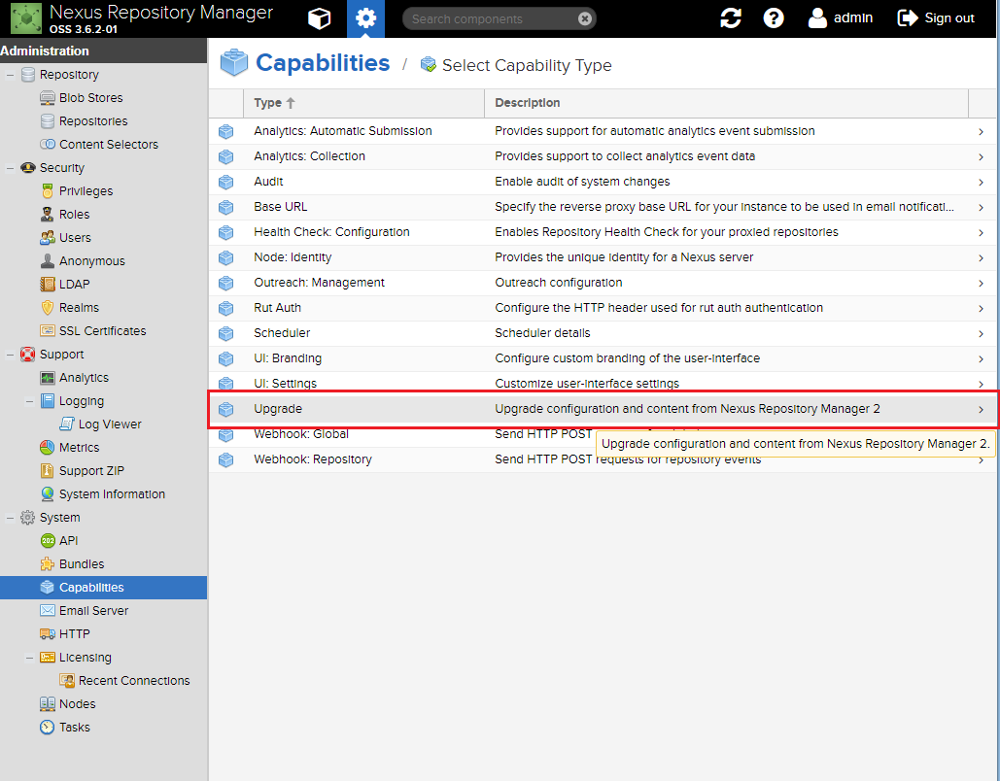 Nexus Repository Manager
OSS 3.6.2-01
Search components
admin
Sign out
Administration
Repository
Blob Stores
Repositories
Content Selectors
Security
Privileges
Roles
Users
Anonymous
LDAP
Realms
SSL Certificates
Support
Analytics
Logging
Log Viewer
Metrics
Support ZIP
System Information
System
API
Bundles
Capabilities
Email Server
HTTP
Licensing
Recent Connections
Nodes
Tasks
Capabilities / Select Capability Type
Type Description
Analytics: Automatic Submission Provides support for automatic analytics event submission
Analytics: Collection Provides support to collect analytics event data
Audit Enable audit of system changes
Base URL Specify the reverse proxy base URL for your instance to be used in email notificati...
Health Check: Configuration Enables Repository Health Check for your proxied repositories
Node: Identity Provides the unique identity for a Nexus server
Outreach: Management Outreach configuration
Rut Auth Configure the HTTP header used for rut auth authentication
Scheduler Scheduler details
UI: Branding Configure custom branding of the user-interface
UI: Settings Customize user-interface settings
Upgrade Upgrade configuration and content from Nexus Repository Manager 2
Webhook: Global Send HTTP POST
Upgrade configuration and content from Nexus Repository Manager 2.
Webhook: Repository Send HTTP POST requests for repository events